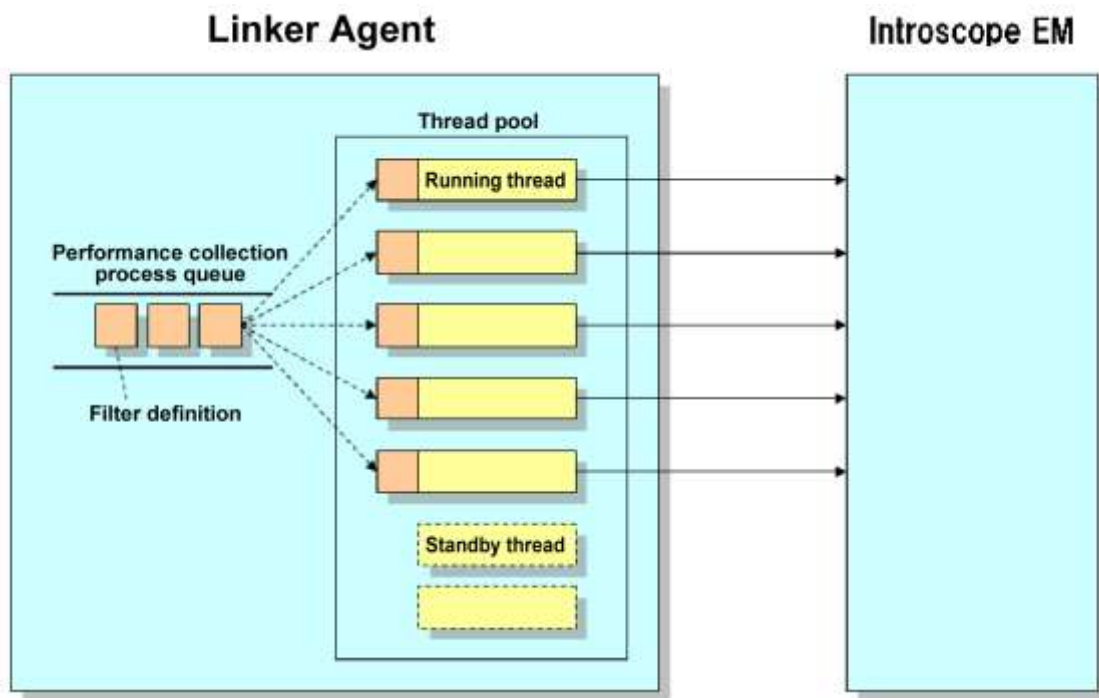 Linker Agent
Introscope EM
Thread pool
Running thread
Performance collection
process queue
Filter definition
Standby thread